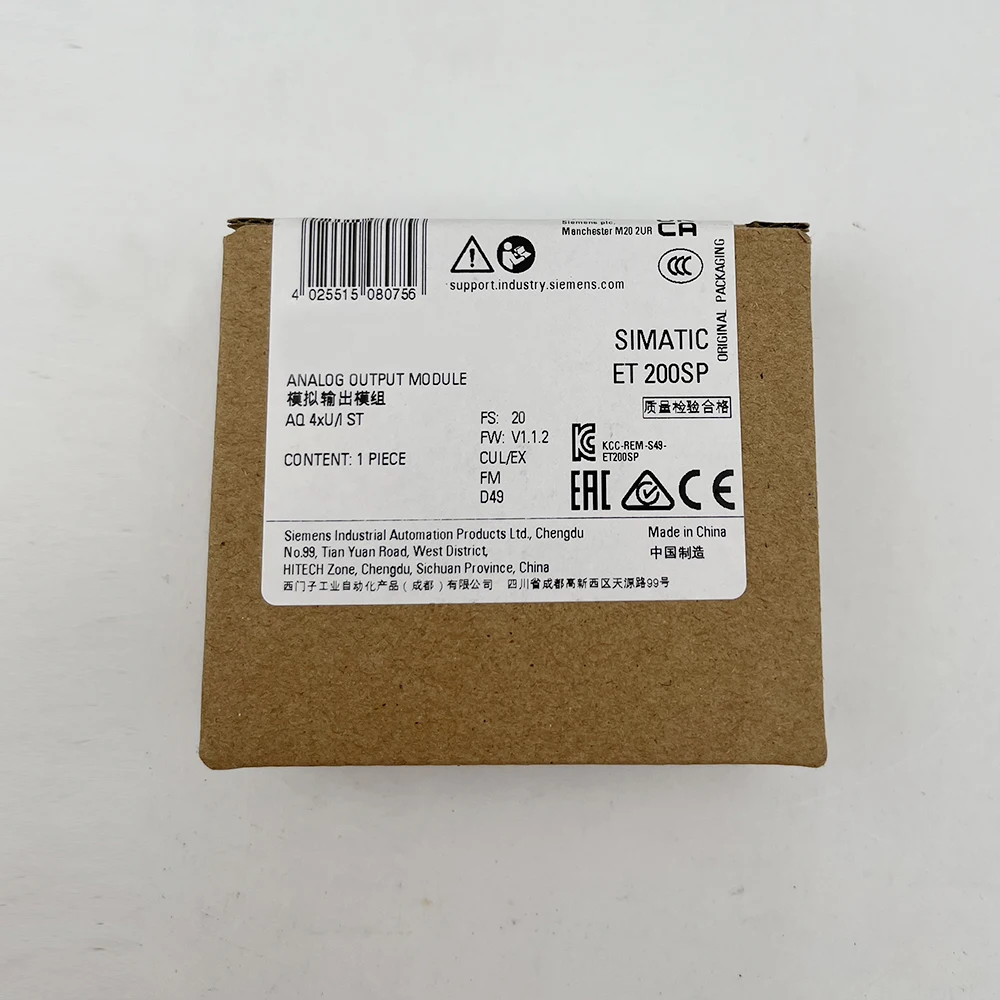 Siemens plc.
Manchester M20 2UR
CA
4 025515 080756
support.industry.siemens.com
CCC
ORIGINAL PACKAGING
SIMATIC
ET 200SP
ANALOG OUTPUT MODULE
模拟输出模组
AQ 4xU/I ST
质量检验合格
FS: 20
FW: V1.1.2
CUL/EX
FM
D49
CONTENT: 1 PIECE
KCC-REM-S49-
ET200SP
EAC
CE
Siemens Industrial Automation Products Ltd., Chengdu
No.99, Tian Yuan Road, West District,
HITECH Zone, Chengdu, Sichuan Province, China
西门子工业自动化产品(成都)有限公司 四川省成都高新西区天源路99号
Made in China
中国制造